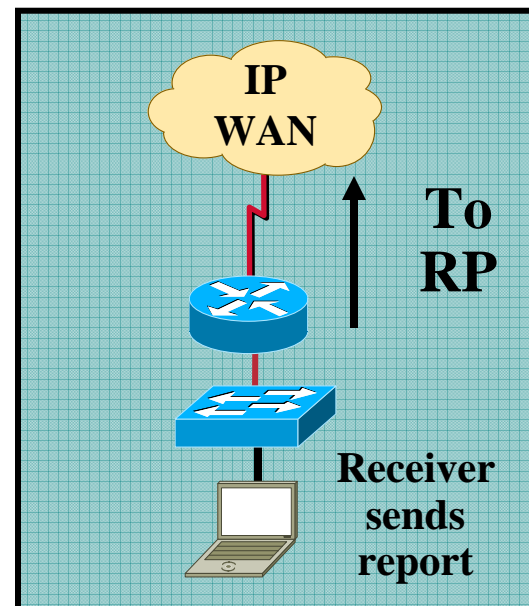 IP
WAN
To
RP
Receiver
sends
report